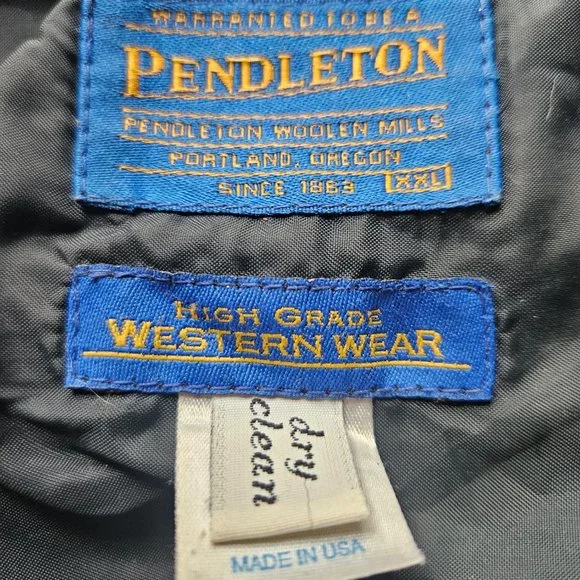 WARRANTED TO BE A
PENDLETON
PENDLETON WOOLEN MILLS
PORTLAND, OREGON
SINCE 1863 XXL
HIGH GRADE
WESTERN WEAR
dry
clean
MADE IN USA